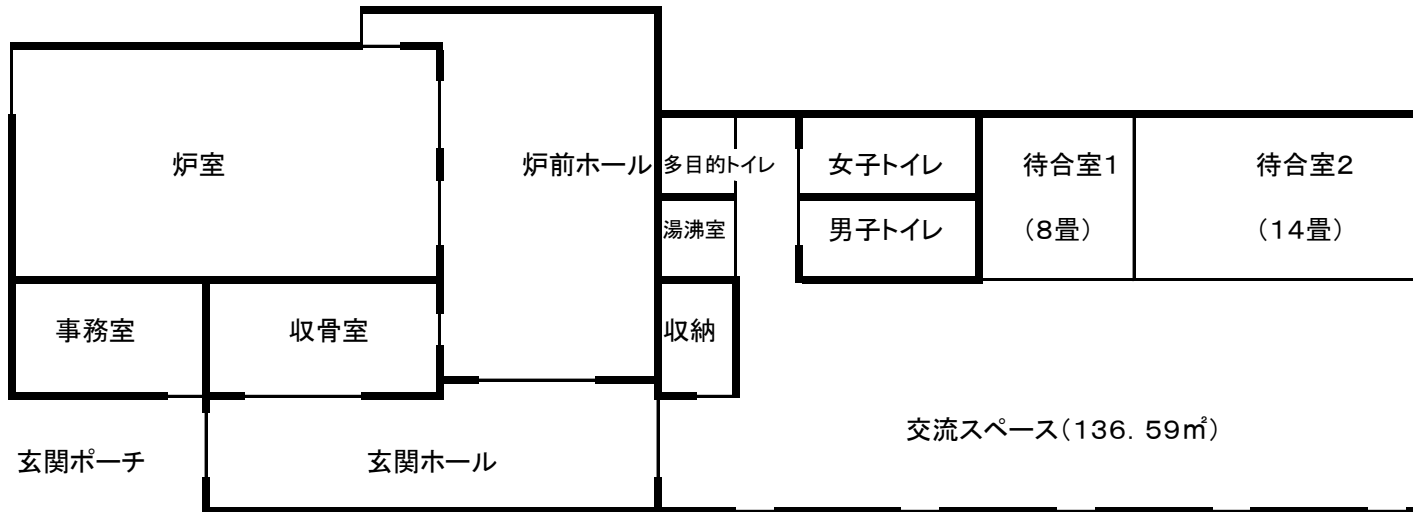 炉室
炉前ホール
多目的トイレ
女子トイレ
待合室1
待合室2
湯沸室
男子トイレ
（8畳）
（14畳）
事務室
収骨室
収納
交流スペース（136．59㎡）
玄関ポーチ
玄関ホール